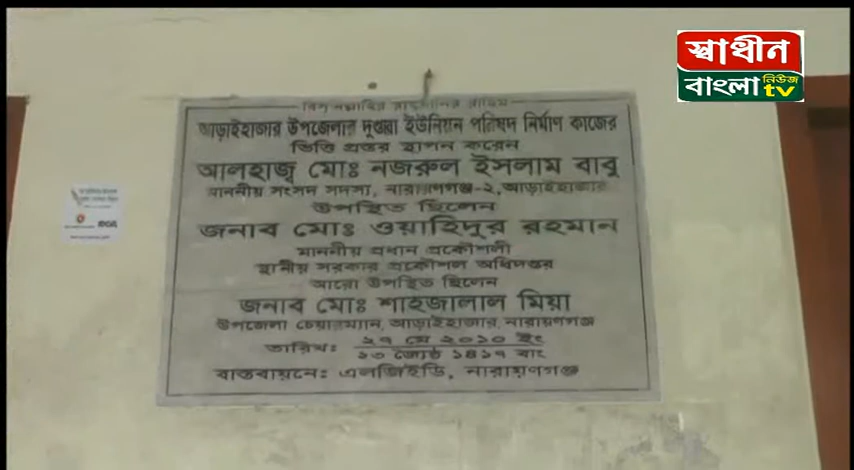 স্বাধীন
বাংলা নিউজ tv
বিসমিল্লাহির রাহমানির রাহিম
আড়াইহাজার উপজেলার দুপ্তারা ইউনিয়ন পরিষদ নির্মাণ কাজের
ভিত্তি প্রস্তর স্থাপন করেন
আলহাজ্ব মোঃ নজরুল ইসলাম বাবু
মাননীয় সংসদ সদস্য, নারায়ণগঞ্জ-২, আড়াইহাজার
উপস্থিত ছিলেন
জনাব মোঃ ওয়াহিদুর রহমান
মাননীয় প্রধান প্রকৌশলী
স্থানীয় সরকার প্রকৌশল অধিদপ্তর
আরো উপস্থিত ছিলেন
জনাব মোঃ শাহজালাল মিয়া
উপজেলা চেয়ারম্যান, আড়াইহাজার, নারায়ণগঞ্জ
তারিখঃ ২৭ মে ২০১০ ইং
১৩ জ্যৈষ্ঠ ১৪১৭ বাং
বাস্তবায়নেঃ এলজিইডি, নারায়ণগঞ্জ